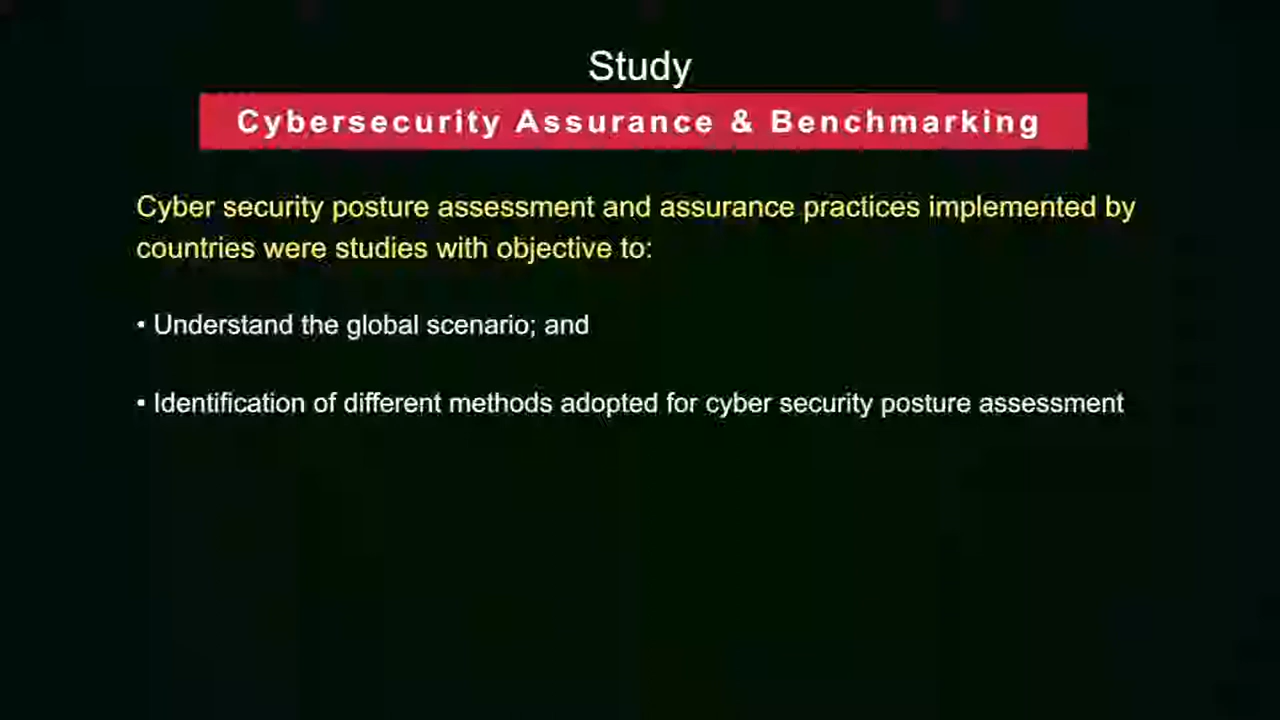 Study
Cybersecurity Assurance & Benchmarking
Cyber security posture assessment and assurance practices implemented by
countries were studies with objective to:
• Understand the global scenario; and
• Identification of different methods adopted for cyber security posture assessment